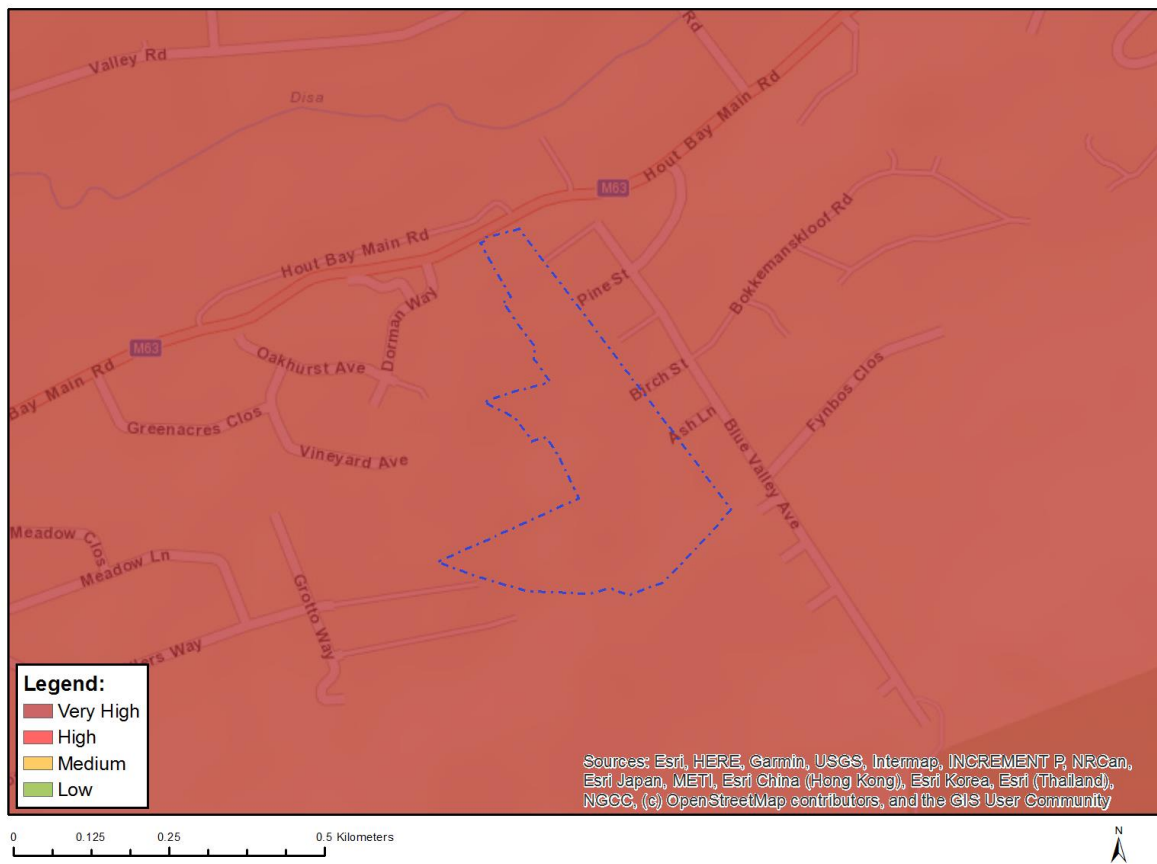 Valley Rd
Disa
Rd
Hout Bay Main Rd
M63
Hout Bay Main Rd
Bokkemanskloof Rd
Pine St
Dorman Way
M63
Oakhurst Ave
Birch St
Fynbos Clos
Bay Main Rd
Greenacres Clos
Ash Ln
Blue Valley Ave
Vineyard Ave
Meadow Clos
Meadow Ln
Grotto Way
ters Way
Legend:
Very High
High
Medium
Low
Sources: Esri, HERE, Garmin, USGS, Intermap, INCREMENT P, NRCan,
Esri Japan, METI, Esri China (Hong Kong), Esri Korea, Esri (Thailand),
NGCC, (c) OpenStreetMap contributors, and the GIS User Community
0 0.125 0.25 0.5 Kilometers
N